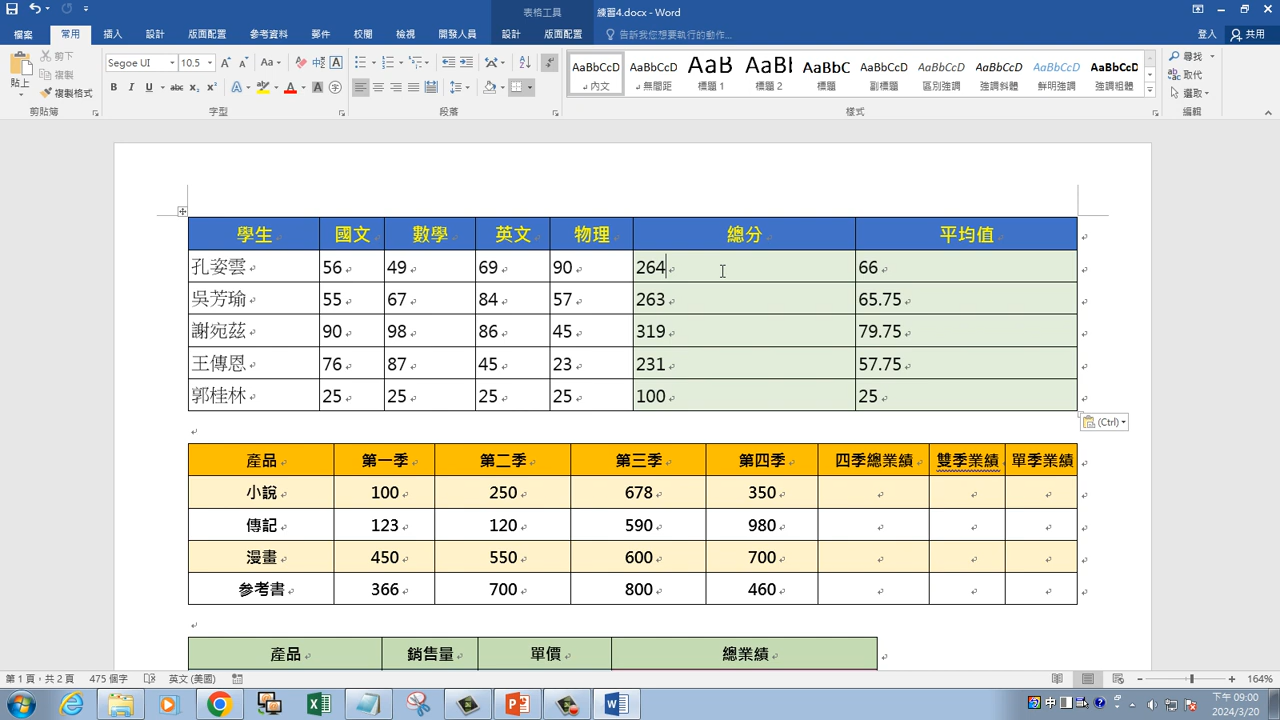 表格工具
練習4.docx - Word
檔案 常用 插入 設計 版面配置 參考資料 郵件 校閱 檢視 開發人員 設計 版面配置 告訴我您想要執行的動作... 登入 共用
貼上 剪下 複製 複製格式
Segoe UI 10.5
AaBbCcD AaBbCcD AaB AaBl AaBbC AaBbCcD AaBbCcD AaBbCcD AaBbCcD AaBbCcD
內文 無間距 標題 1 標題 2 標題 副標題 區別強調 強調斜體 鮮明強調 強調粗體
尋找 取代 選取
剪貼簿 字型 段落 樣式 編輯
學生 國文 數學 英文 物理 總分 平均值
孔姿雲 56 49 69 90 264 66
吳芳瑜 55 67 84 57 263 65.75
謝宛茲 90 98 86 45 319 79.75
王傳恩 76 87 45 23 231 57.75
郭桂林 25 25 25 25 100 25
(Ctrl)
產品 第一季 第二季 第三季 第四季 四季總業績 雙季業績 單季業績
小說 100 250 678 350
傳記 123 120 590 980
漫畫 450 550 600 700
參考書 366 700 800 460
產品 銷售量 單價 總業績
第 1 頁，共 2 頁 475 個字 英文 (美國) 164%
下午 09:00
2024/3/20